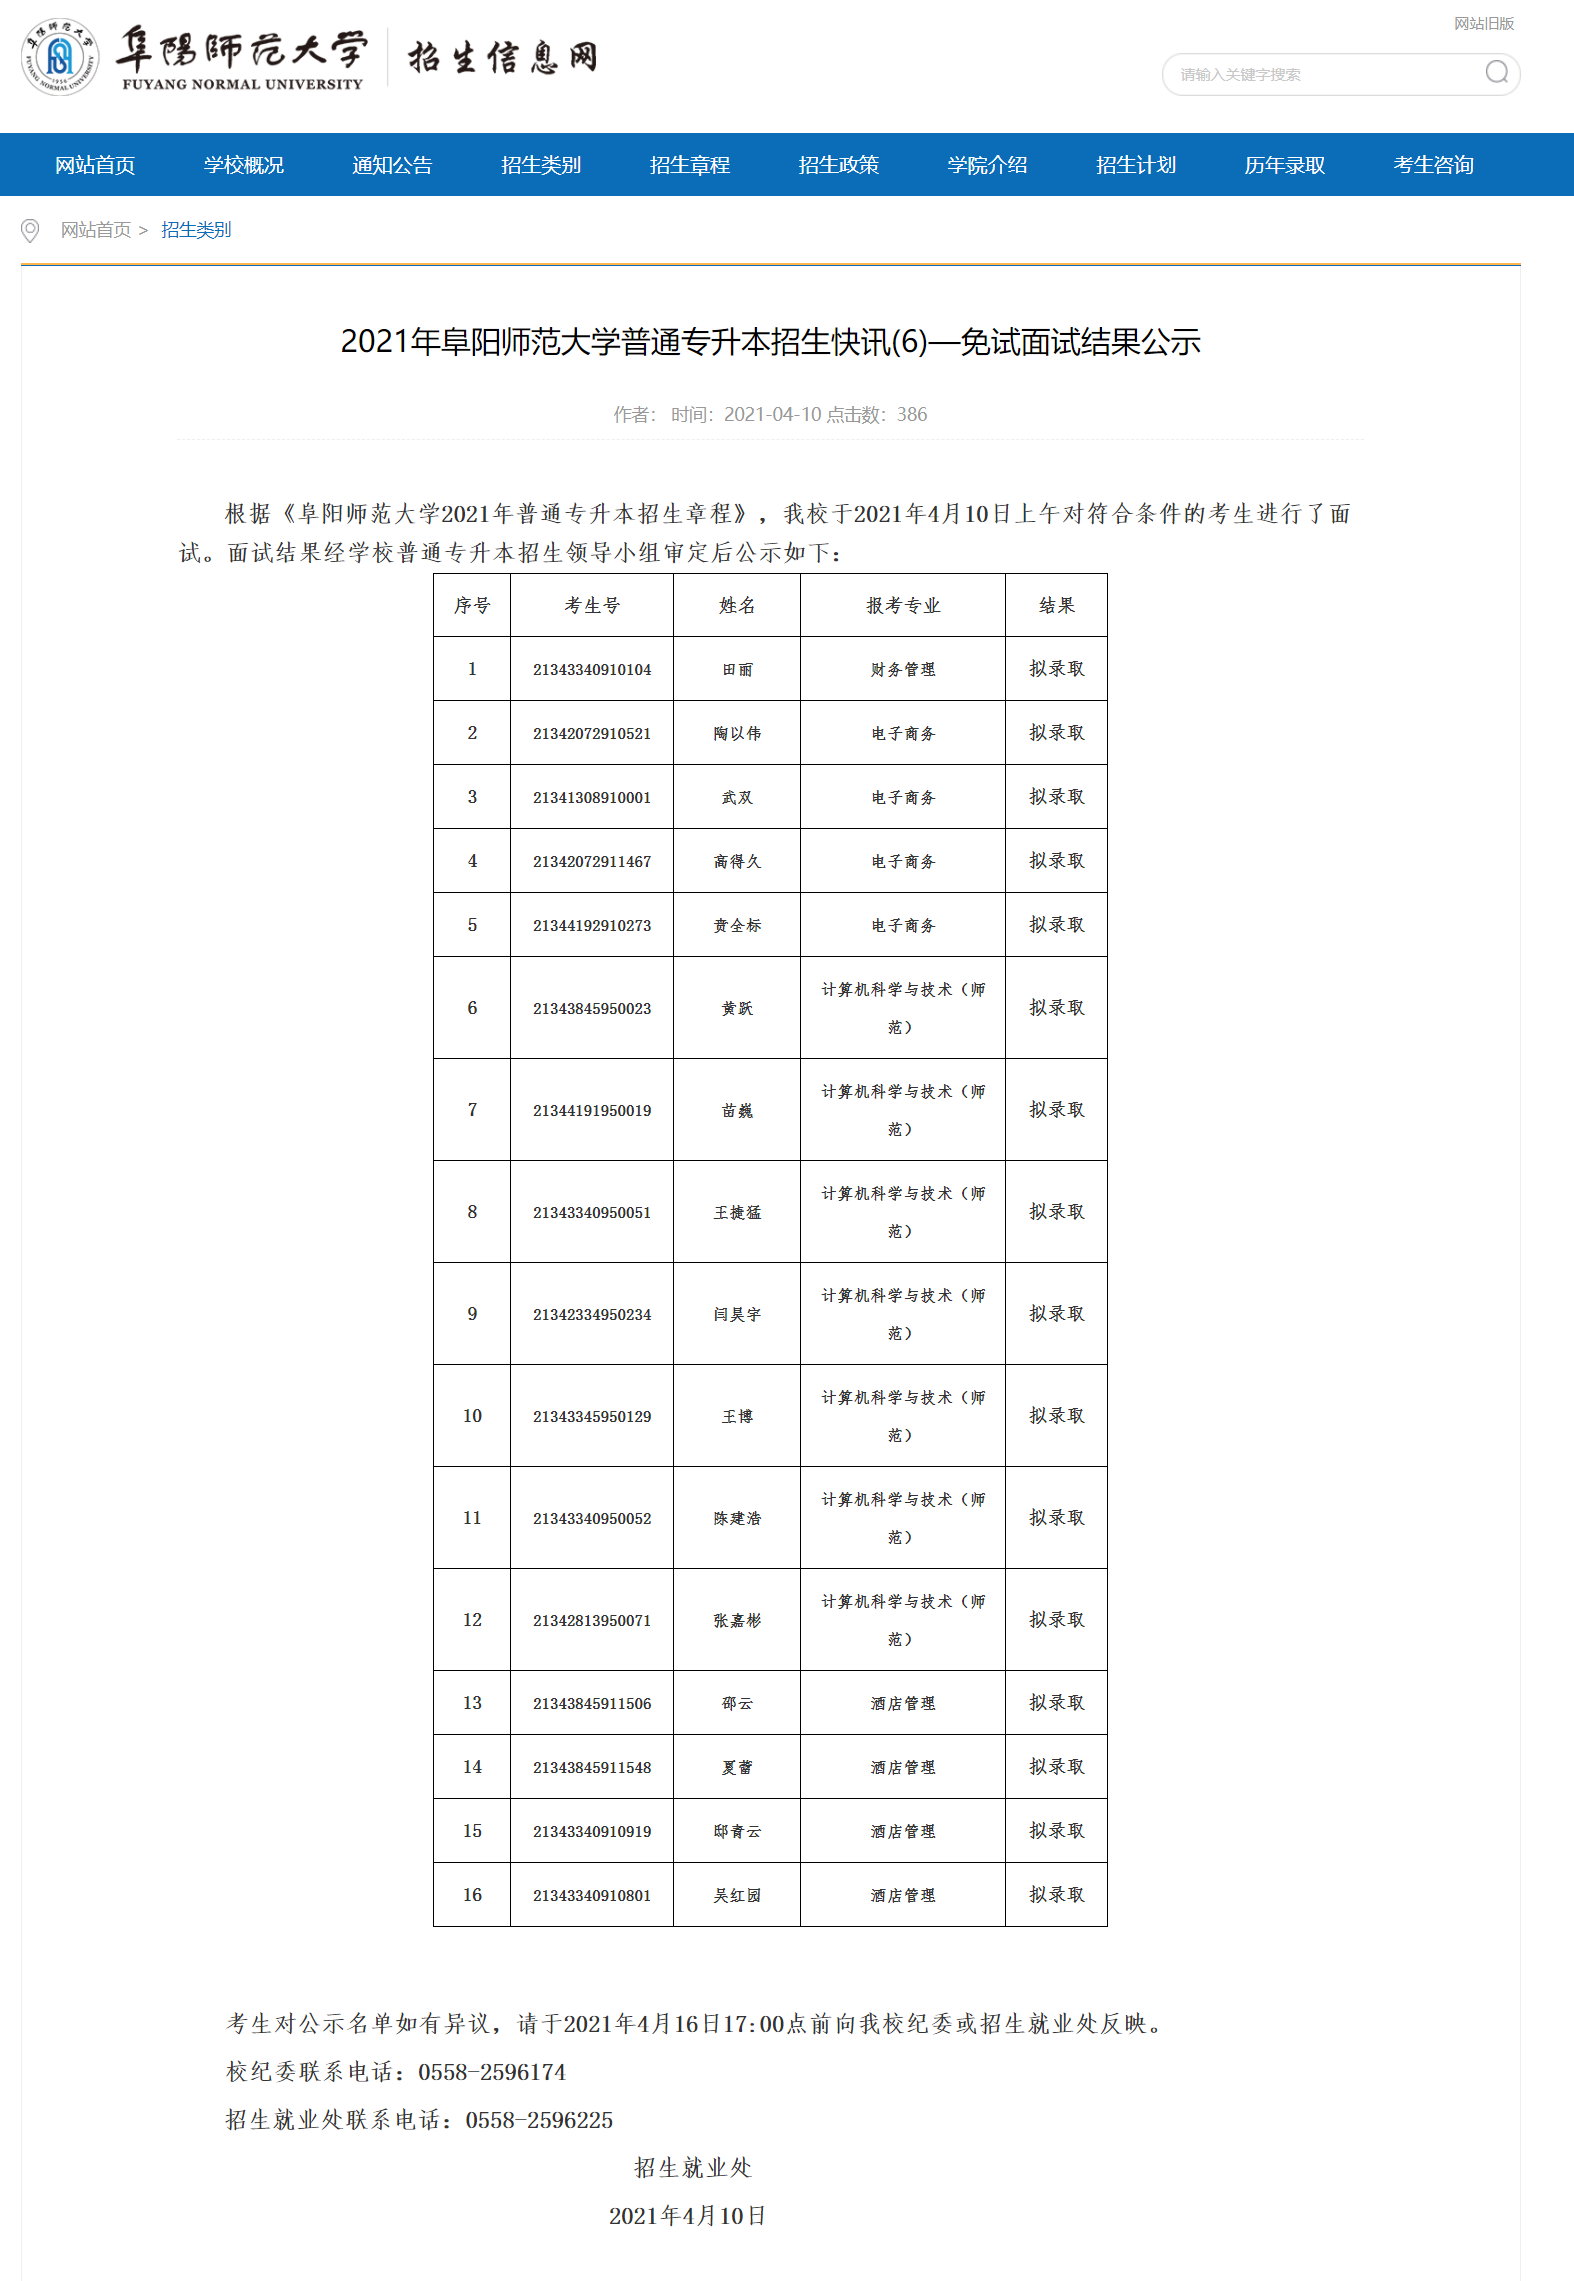 网站旧版
阜陽師范大学 招生信息网
FUYANG NORMAL UNIVERSITY
请输入关键字搜索
网站首页 学校概况 通知公告 招生类别 招生章程 招生政策 学院介绍 招生计划 历年录取 考生咨询
网站首页 > 招生类别
2021年阜阳师范大学普通专升本招生快讯(6)—免试面试结果公示
作者： 时间：2021-04-10 点击数：386
根据《阜阳师范大学2021年普通专升本招生章程》，我校于2021年4月10日上午对符合条件的考生进行了面
试。面试结果经学校普通专升本招生领导小组审定后公示如下：
序号 考生号 姓名 报考专业 结果
1 21343340910104 田丽 财务管理 拟录取
2 21342072910521 陶以伟 电子商务 拟录取
3 21341308910001 武双 电子商务 拟录取
4 21342072911467 高得久 电子商务 拟录取
5 21344192910273 贲全标 电子商务 拟录取
6 21343845950023 黄跃 计算机科学与技术（师
范） 拟录取
7 21344191950019 苗巍 计算机科学与技术（师
范） 拟录取
8 21343340950051 王捷猛 计算机科学与技术（师
范） 拟录取
9 21342334950234 闫昊宇 计算机科学与技术（师
范） 拟录取
10 21343345950129 王博 计算机科学与技术（师
范） 拟录取
11 21343340950052 陈建浩 计算机科学与技术（师
范） 拟录取
12 21342813950071 张嘉彬 计算机科学与技术（师
范） 拟录取
13 21343845911506 邵云 酒店管理 拟录取
14 21343845911548 夏蕾 酒店管理 拟录取
15 21343340910919 邸青云 酒店管理 拟录取
16 21343340910801 吴红园 酒店管理 拟录取
考生对公示名单如有异议，请于2021年4月16日17:00点前向我校纪委或招生就业处反映。
校纪委联系电话：0558-2596174
招生就业处联系电话：0558-2596225
招生就业处
2021年4月10日